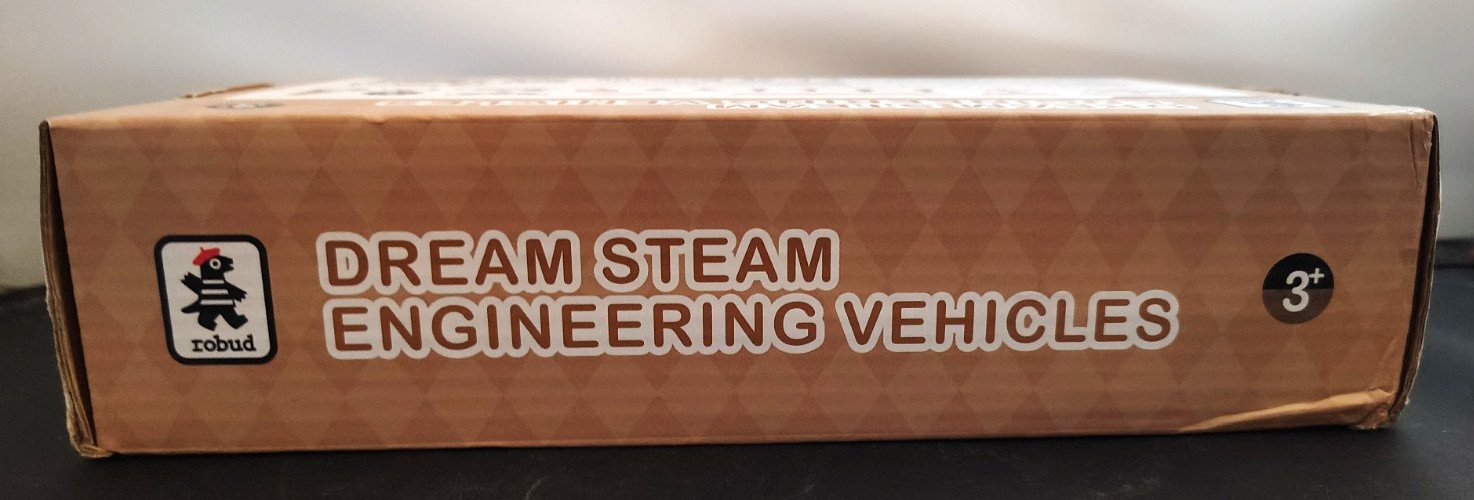 robud
DREAM STEAM
ENGINEERING VEHICLES
3+